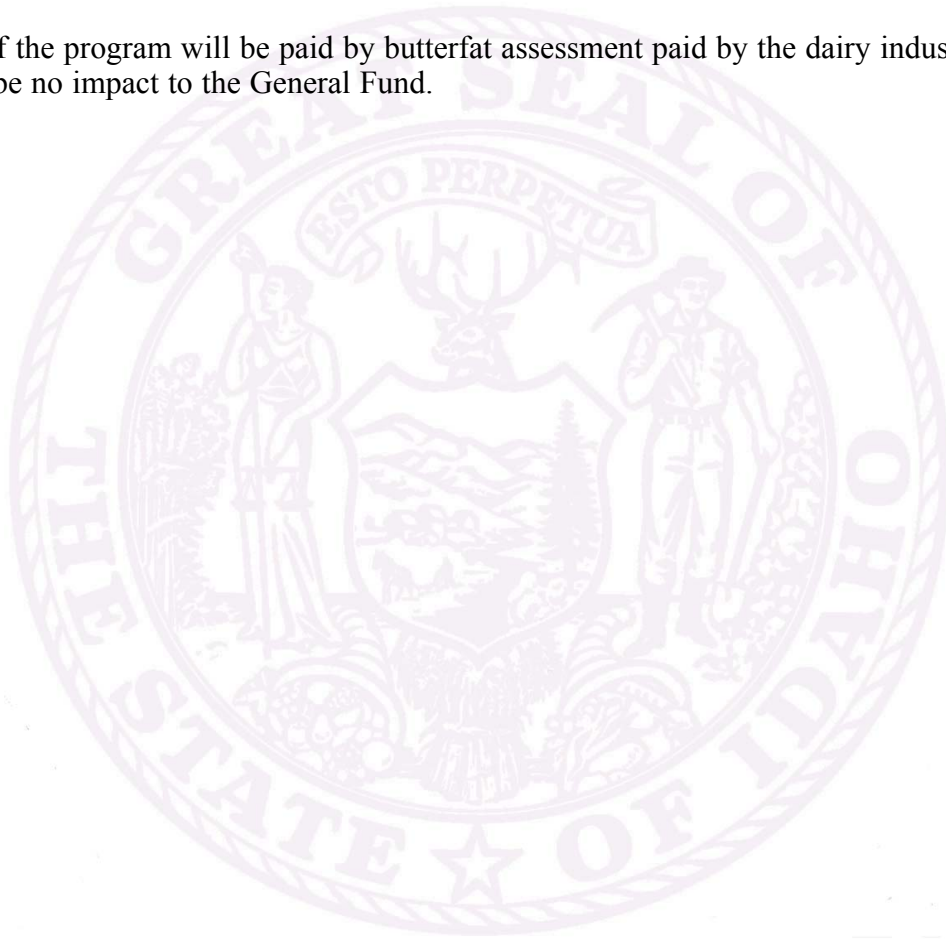 f the program will be paid by butterfat assessment paid by the dairy indus
be no impact to the General Fund.
GREAT SEAL OF
ESTO PERPETUA
THE STATE OF IDAHO